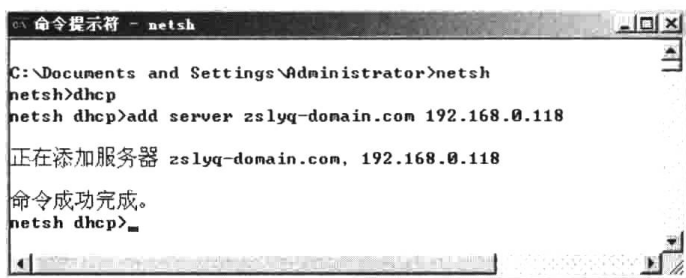 命令提示符 - netsh
C:\Documents and Settings\Administrator>netsh
netsh>dhcp
netsh dhcp>add server zslyq-domain.com 192.168.0.118
正在添加服务器 zslyq-domain.com, 192.168.0.118
命令成功完成。
netsh dhcp>